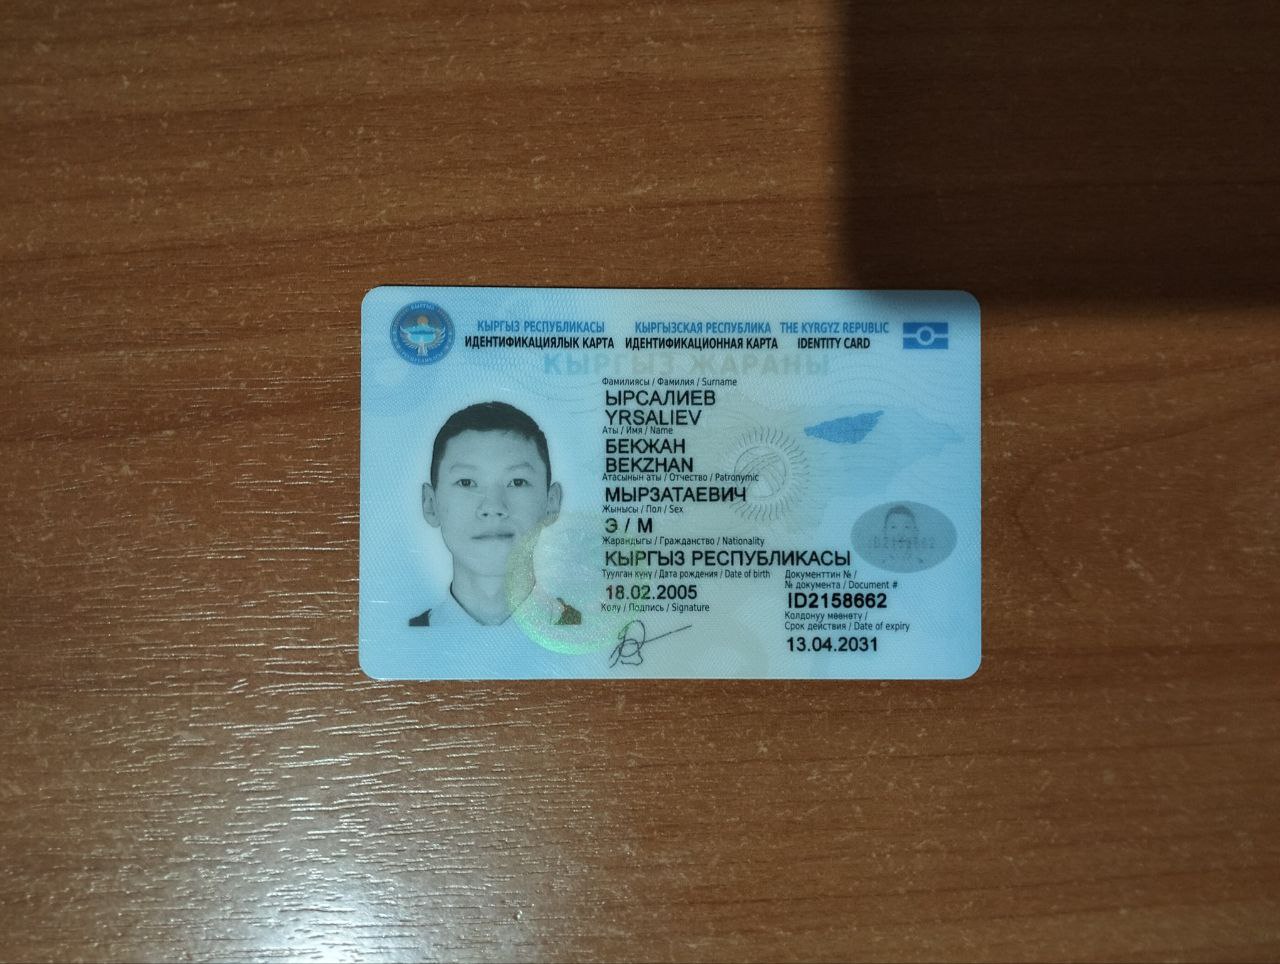 КЫРГЫЗ РЕСПУБЛИКАСЫ
ИДЕНТИФИКАЦИЯЛЫК КАРТА
КЫРГЫЗСКАЯ РЕСПУБЛИКА
ИДЕНТИФИКАЦИОННАЯ КАРТА
THE KYRGYZ REPUBLIC
IDENTITY CARD
КЫРГЫЗ ЖАРАНЫ
Фамилиясы / Фамилия / Surname
ЫРСАЛИЕВ
YRSALIEV
Аты / Имя / Name
БЕКЖАН
BEKZHAN
Атасынын аты / Отчество / Patronymic
МЫРЗАТАЕВИЧ
Жынысы / Пол / Sex
Э / М
Жарандыгы / Гражданство / Nationality
КЫРГЫЗ РЕСПУБЛИКАСЫ
Туулган күнү / Дата рождения / Date of birth
18.02.2005
Документтин № /
№ документа / Document #
ID2158662
Колу / Подпись / Signature
Колдонуу мөөнөтү /
Срок действия / Date of expiry
13.04.2031